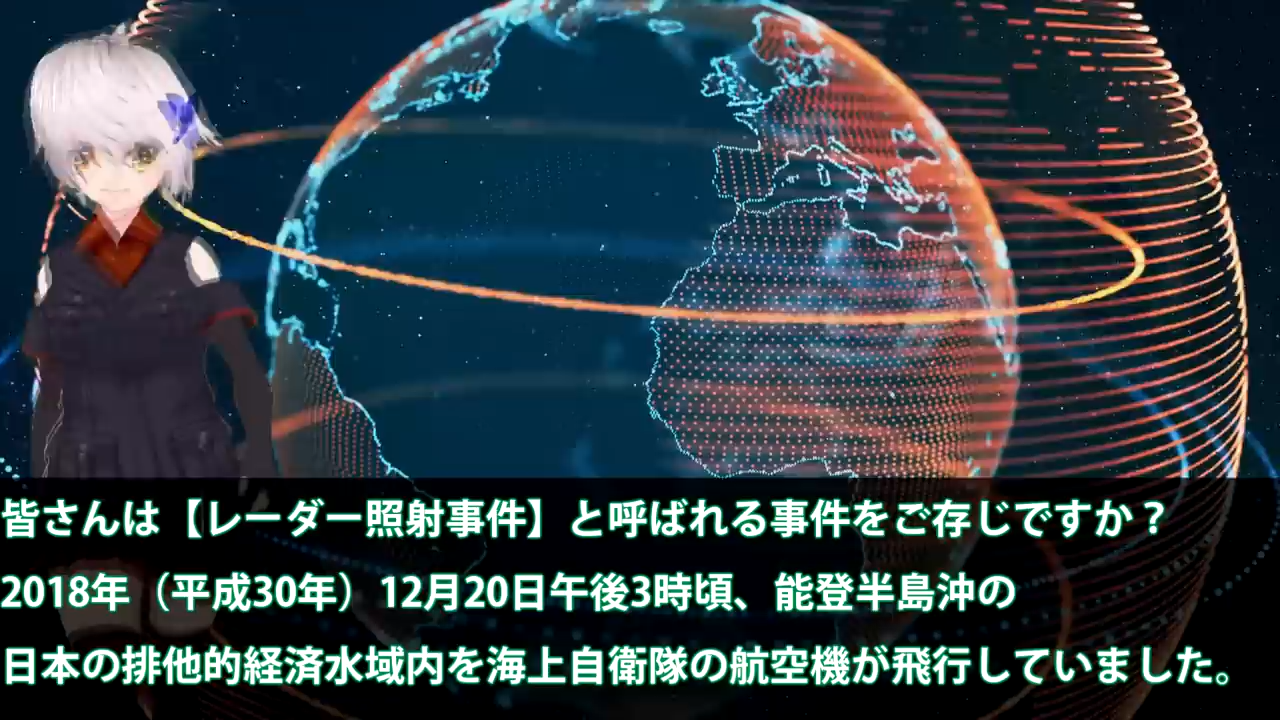 皆さんは【レーダー照射事件】と呼ばれる事件をご存じですか？
2018年（平成30年）12月20日午後3時頃、能登半島沖の
日本の排他的経済水域内を海上自衛隊の航空機が飛行していました。